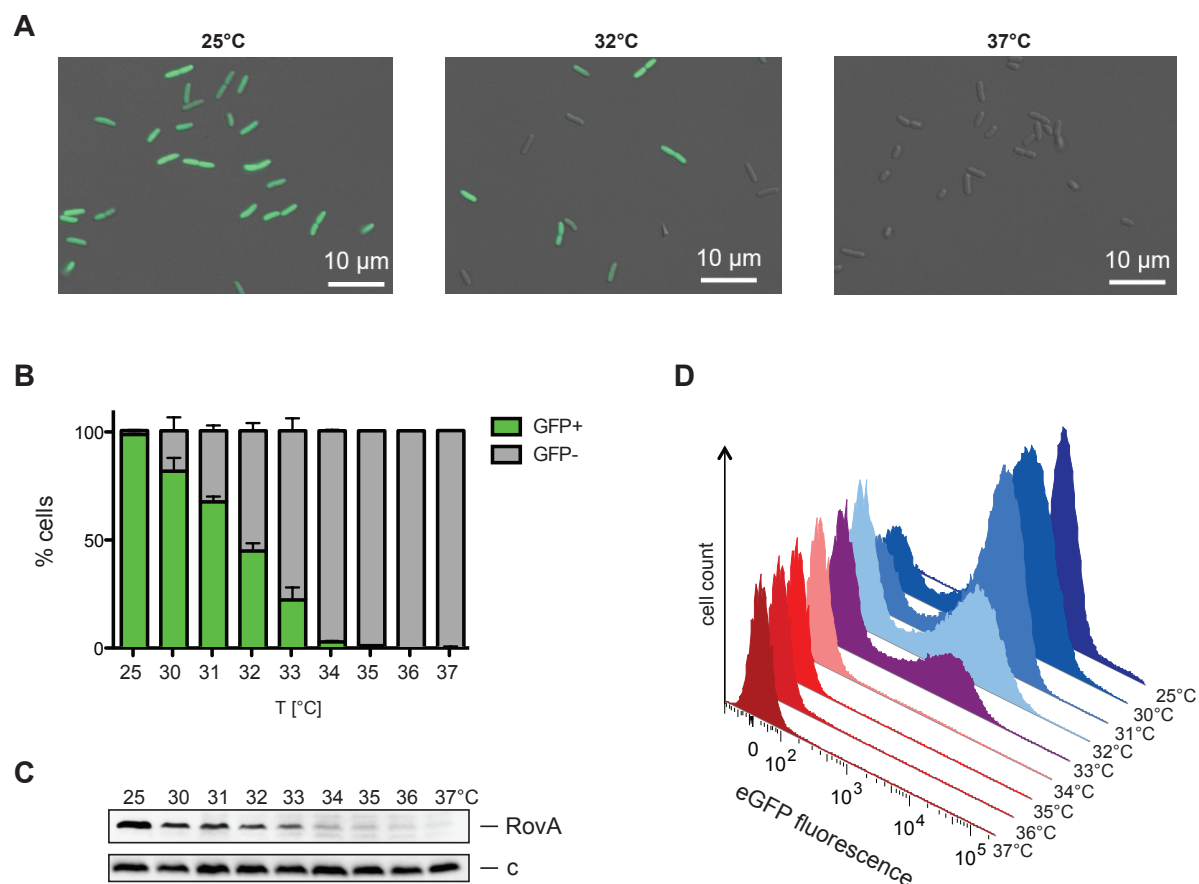 A
25°C
32°C
37°C
10 µm
10 µm
10 µm
B
% cells
100
50
0
25 30 31 32 33 34 35 36 37
T [°C]
GFP+
GFP-
C
25 30 31 32 33 34 35 36 37°C
RovA
c
D
cell count
0
10²
10³
10⁴
10⁵
eGFP fluorescence
25°C
30°C
31°C
32°C
33°C
34°C
35°C
36°C
37°C